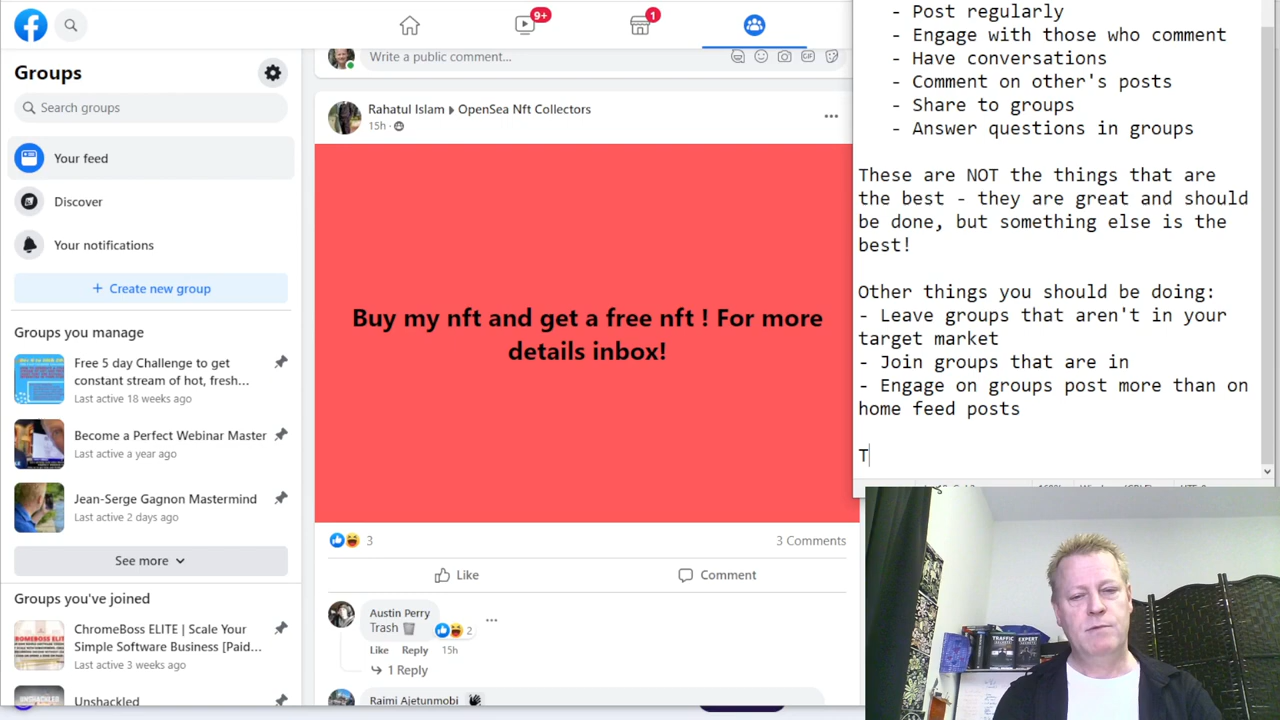 9+
1
Groups
Search groups
Your feed
Discover
Your notifications
+ Create new group
Groups you manage
Free 5 day Challenge to get
constant stream of hot, fresh...
Last active 18 weeks ago
Become a Perfect Webinar Master
Last active a year ago
Jean-Serge Gagnon Mastermind
Last active 2 days ago
See more
Groups you've joined
ChromeBoss ELITE | Scale Your
Simple Software Business [Paid...
Last active 3 weeks ago
Unshackled
Write a public comment...
GIF
Rahatul Islam OpenSea Nft Collectors
15h
Buy my nft and get a free nft ! For more
details inbox!
3
3 Comments
Like
Comment
Austin Perry
Trash
2
Like Reply 15h
1 Reply
Raimi Ajetunmobi
- Post regularly
- Engage with those who comment
- Have conversations
- Comment on other's posts
- Share to groups
- Answer questions in groups
These are NOT the things that are
the best - they are great and should
be done, but something else is the
best!
Other things you should be doing:
- Leave groups that aren't in your
target market
- Join groups that are in
- Engage on groups post more than on
home feed posts
T
TRAFFIC
EXPERT